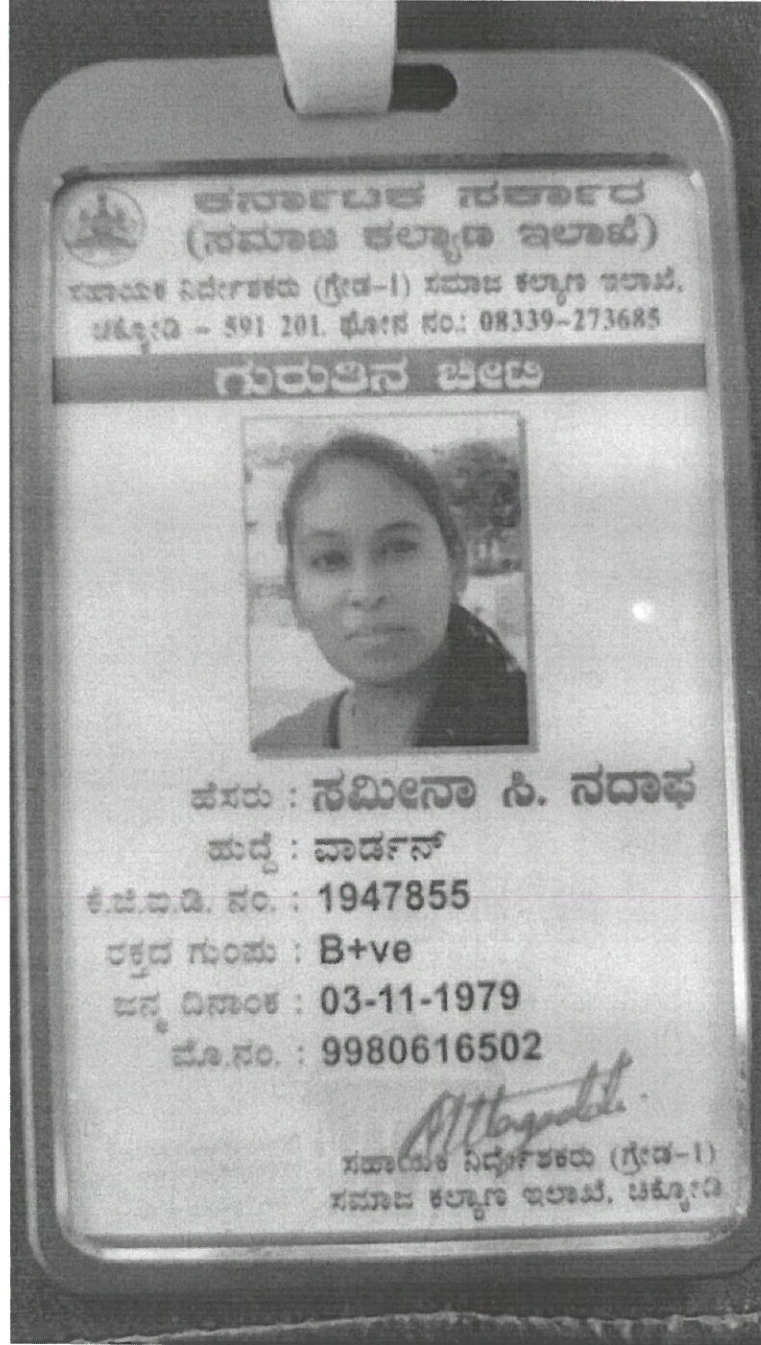 ಕರ್ನಾಟಕ ಸರ್ಕಾರ
(ಸಮಾಜ ಕಲ್ಯಾಣ ಇಲಾಖೆ)
ಸಹಾಯಕ ನಿರ್ದೇಶಕರು (ಗ್ರೇಡ-1) ಸಮಾಜ ಕಲ್ಯಾಣ ಇಲಾಖೆ,
ಚಿಕ್ಕೋಡಿ - 591 201. ಫೋನ ನಂ.: 08339-273685
ಗುರುತಿನ ಚೀಟಿ
ಹೆಸರು : ಸಮೀನಾ ಸಿ. ನದಾಫ
ಹುದ್ದೆ : ವಾರ್ಡನ್
ಕೆ.ಜಿ.ಐ.ಡಿ. ನಂ. : 1947855
ರಕ್ತದ ಗುಂಪು : B+ve
ಜನ್ಮ ದಿನಾಂಕ : 03-11-1979
ಮೊ.ನಂ. : 9980616502
ಸಹಾಯಕ ನಿರ್ದೇಶಕರು (ಗ್ರೇಡ-1)
ಸಮಾಜ ಕಲ್ಯಾಣ ಇಲಾಖೆ, ಚಿಕ್ಕೋಡಿ